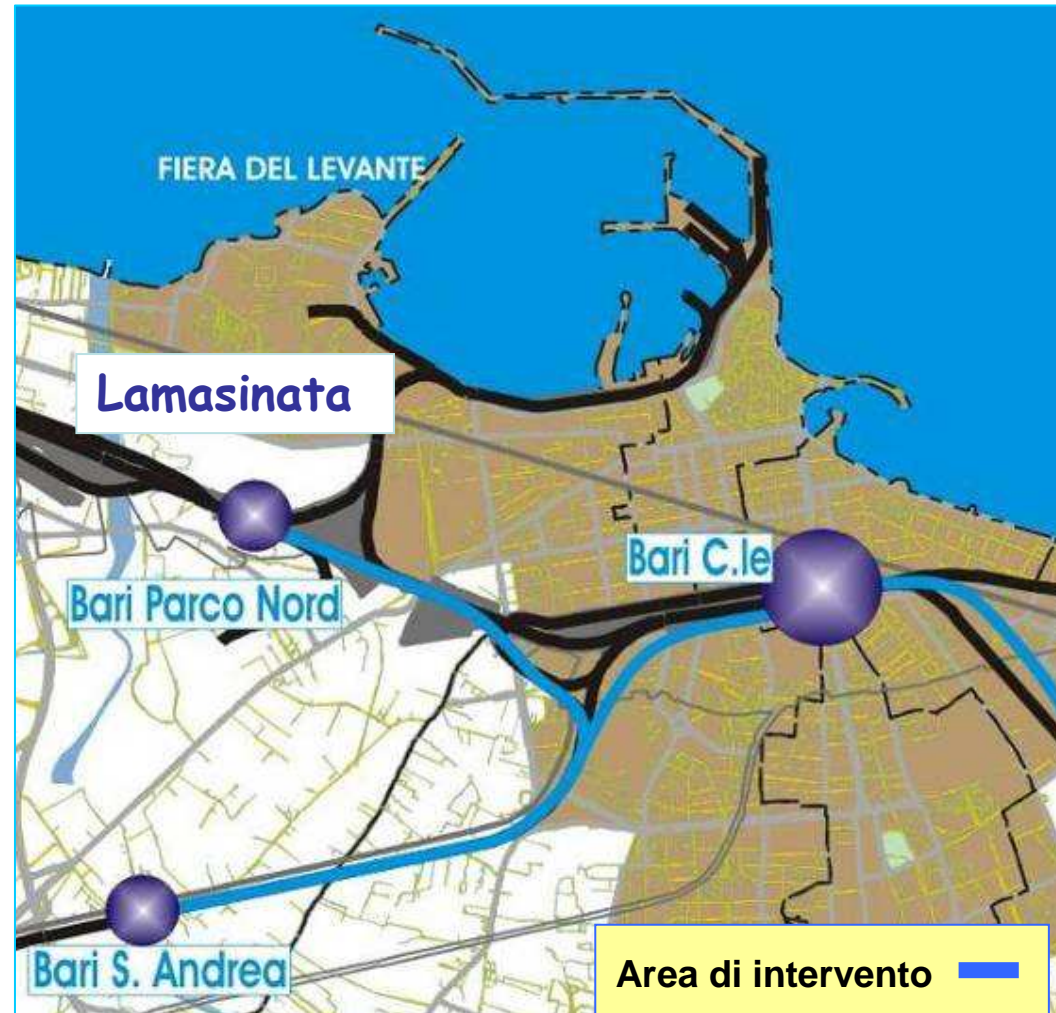 FIERA DEL LEVANTE
Lamasinata
Bari C.le
Bari Parco Nord
Bari S. Andrea
Area di intervento